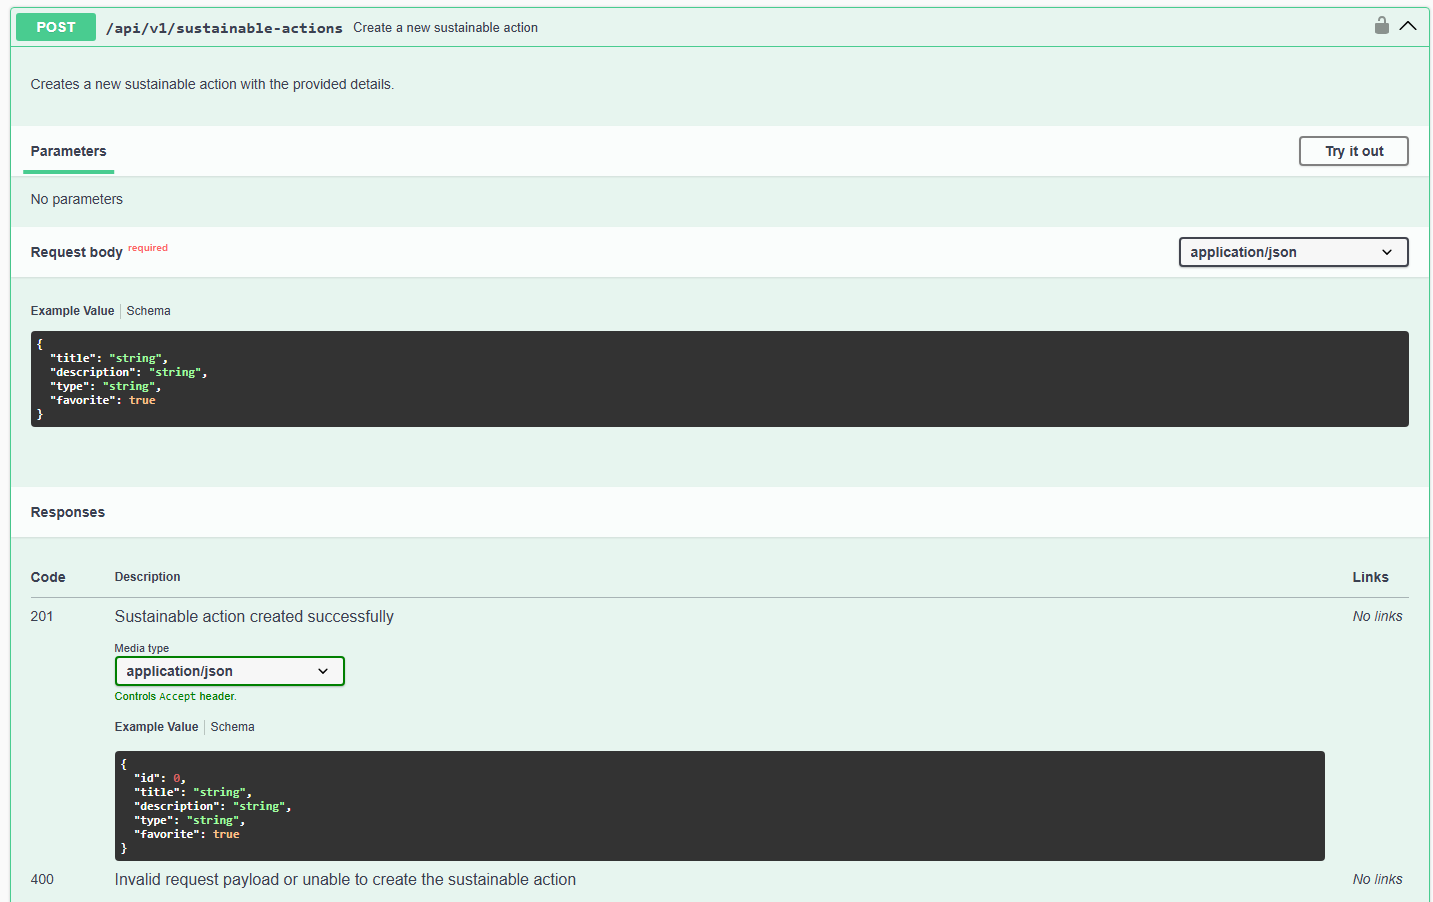 POST /api/v1/sustainable-actions Create a new sustainable action
Creates a new sustainable action with the provided details.
Parameters
Try it out
No parameters
Request body required
application/json
Example Value Schema
{
  "title": "string",
  "description": "string",
  "type": "string",
  "favorite": true
}
Responses
Code Description Links
201 Sustainable action created successfully No links
Media type
application/json
Controls Accept header.
Example Value Schema
{
  "id": 0,
  "title": "string",
  "description": "string",
  "type": "string",
  "favorite": true
}
400 Invalid request payload or unable to create the sustainable action No links